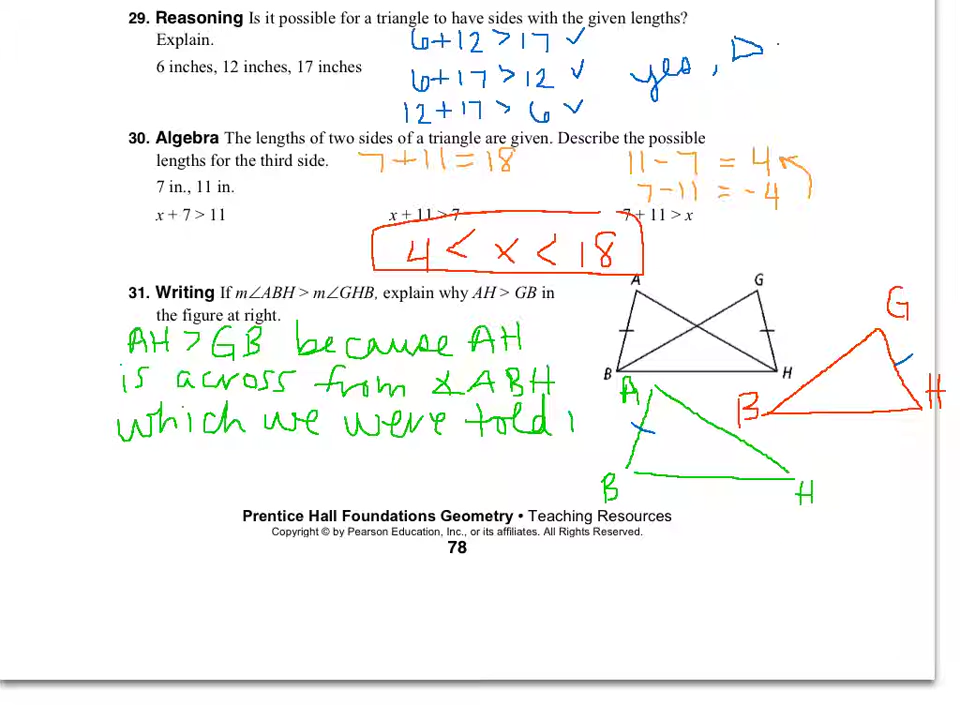 29. Reasoning Is it possible for a triangle to have sides with the given lengths?
Explain.
6 inches, 12 inches, 17 inches
6+12 > 17 ✓
6+17 > 12 ✓
12+17 > 6 ✓
yes,
30. Algebra The lengths of two sides of a triangle are given. Describe the possible
lengths for the third side.
7+11 = 18
11-7 = 4
7-11 = -4
7 in., 11 in.
x + 7 > 11
x + 11 > 7
7 + 11 > x
4 < x < 18
31. Writing If m∠ABH > m∠GHB, explain why AH > GB in
the figure at right.
AH > GB because AH
is across from ∡ABH
which we were told
A
G
B
H
G
B
H
A
B
H
Prentice Hall Foundations Geometry • Teaching Resources
Copyright © by Pearson Education, Inc., or its affiliates. All Rights Reserved.
78